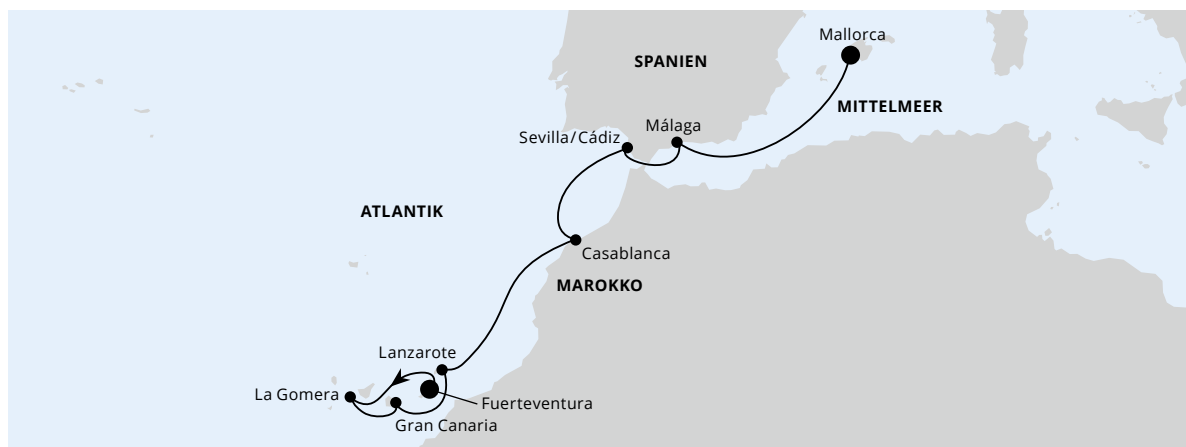 Mallorca
SPANIEN
MITTELMEER
Málaga
Sevilla/Cádiz
ATLANTIK
Casablanca
MAROKKO
Lanzarote
La Gomera
Fuerteventura
Gran Canaria